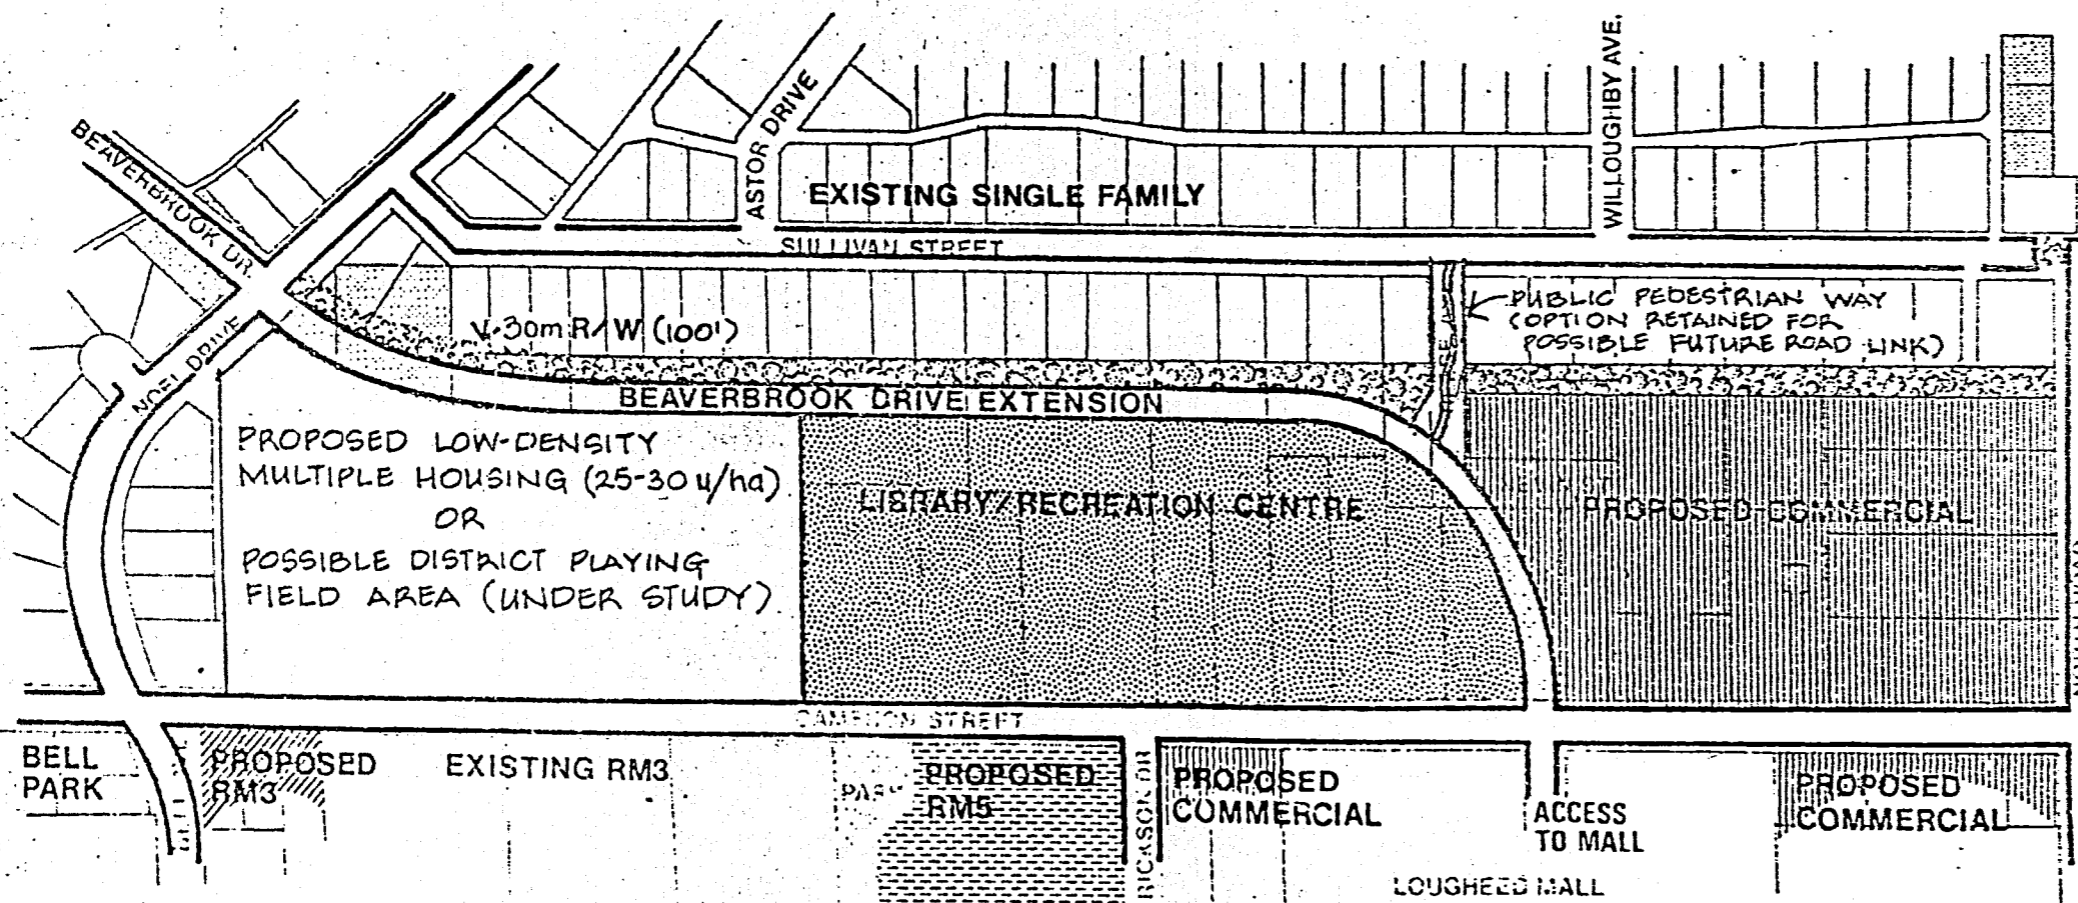 WILLOUGHBY AVE.
ASTOR DRIVE
BEAVERBROOK DR.
EXISTING SINGLE FAMILY
SULLIVAN STREET
30m R/W (100')
PUBLIC PEDESTRIAN WAY
(OPTION RETAINED FOR
POSSIBLE FUTURE ROAD LINK)
NOEL DRIVE
BEAVERBROOK DRIVE EXTENSION
PROPOSED LOW-DENSITY
MULTIPLE HOUSING (25-30 u/ha)
OR
POSSIBLE DISTRICT PLAYING
FIELD AREA (UNDER STUDY)
LIBRARY/RECREATION CENTRE
PROPOSED COMMERCIAL
CAMERON STREET
BELL
PARK
PROPOSED
RM3
EXISTING RM3
PARK
PROPOSED
RM5
PROPOSED
COMMERCIAL
ACCESS
TO MALL
PROPOSED
COMMERCIAL
LOUGHEED MALL